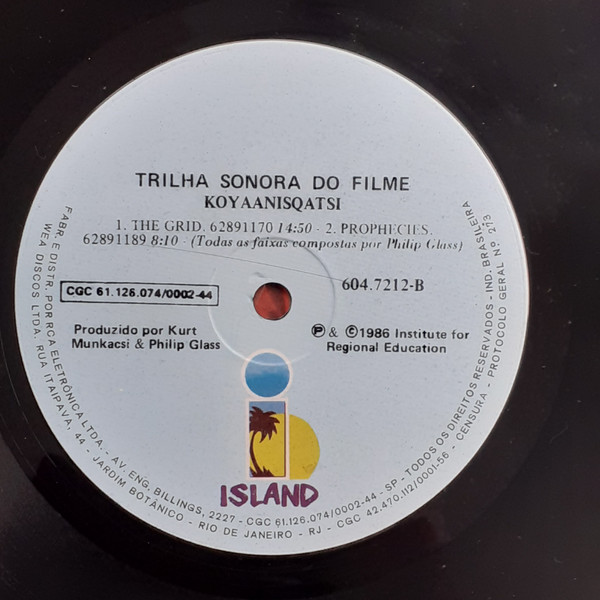 TRILHA SONORA DO FILME
KOYAANISQATSI
1. THE GRID. 62891170 14:50 - 2. PROPHECIES.
62891189 8:10 - (Todas as faixas compostas por Philip Glass)
CGC 61.126.074/0002-44
604.7212-B
Produzido por Kurt
Munkacsi & Philip Glass
℗ & ©1986 Institute for
Regional Education
ISLAND
FABR. E DISTR. POR RCA ELETRÔNICA LTDA. - AV. ENG. BILLINGS, 2227 - CGC 61.126.074/0002-44 - SP - TODOS OS DIREITOS RESERVADOS - IND. BRASILEIRA
WEA DISCOS LTDA. RUA ITAIPAVA, 44 - JARDIM BOTÂNICO - RIO DE JANEIRO - RJ - CGC 42.470.112/0001-56 - CENSURA - PROTOCOLO GERAL Nº 273